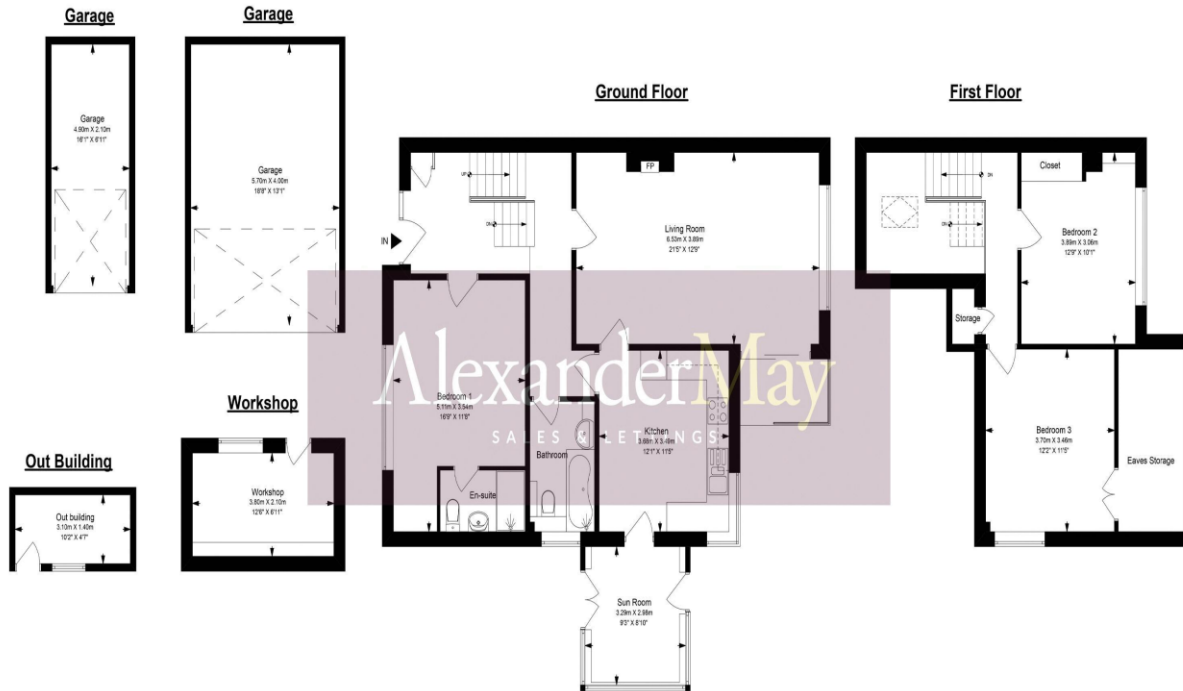 Garage
Garage
4.90m X 2.10m
16'1" X 6'11"
Garage
Garage
5.70m X 4.00m
18'8" X 13'1"
Workshop
Workshop
3.80m X 2.10m
12'6" X 6'11"
Out Building
Out building
3.10m X 1.40m
10'2" X 4'7"
Ground Floor
IN
UP
DN
FP
Living Room
6.53m X 3.89m
21'5" X 12'9"
Bedroom 1
5.11m X 3.54m
16'9" X 11'8"
En-suite
Bathroom
Kitchen
3.68m X 3.48m
12'1" X 11'5"
Sun Room
3.29m X 2.98m
9'3" X 8'10"
First Floor
DN
DN
Closet
Bedroom 2
3.89m X 3.06m
12'9" X 10'1"
Storage
Bedroom 3
3.70m X 3.46m
12'2" X 11'5"
Eaves Storage
AlexanderMay
SALES & LETTINGS